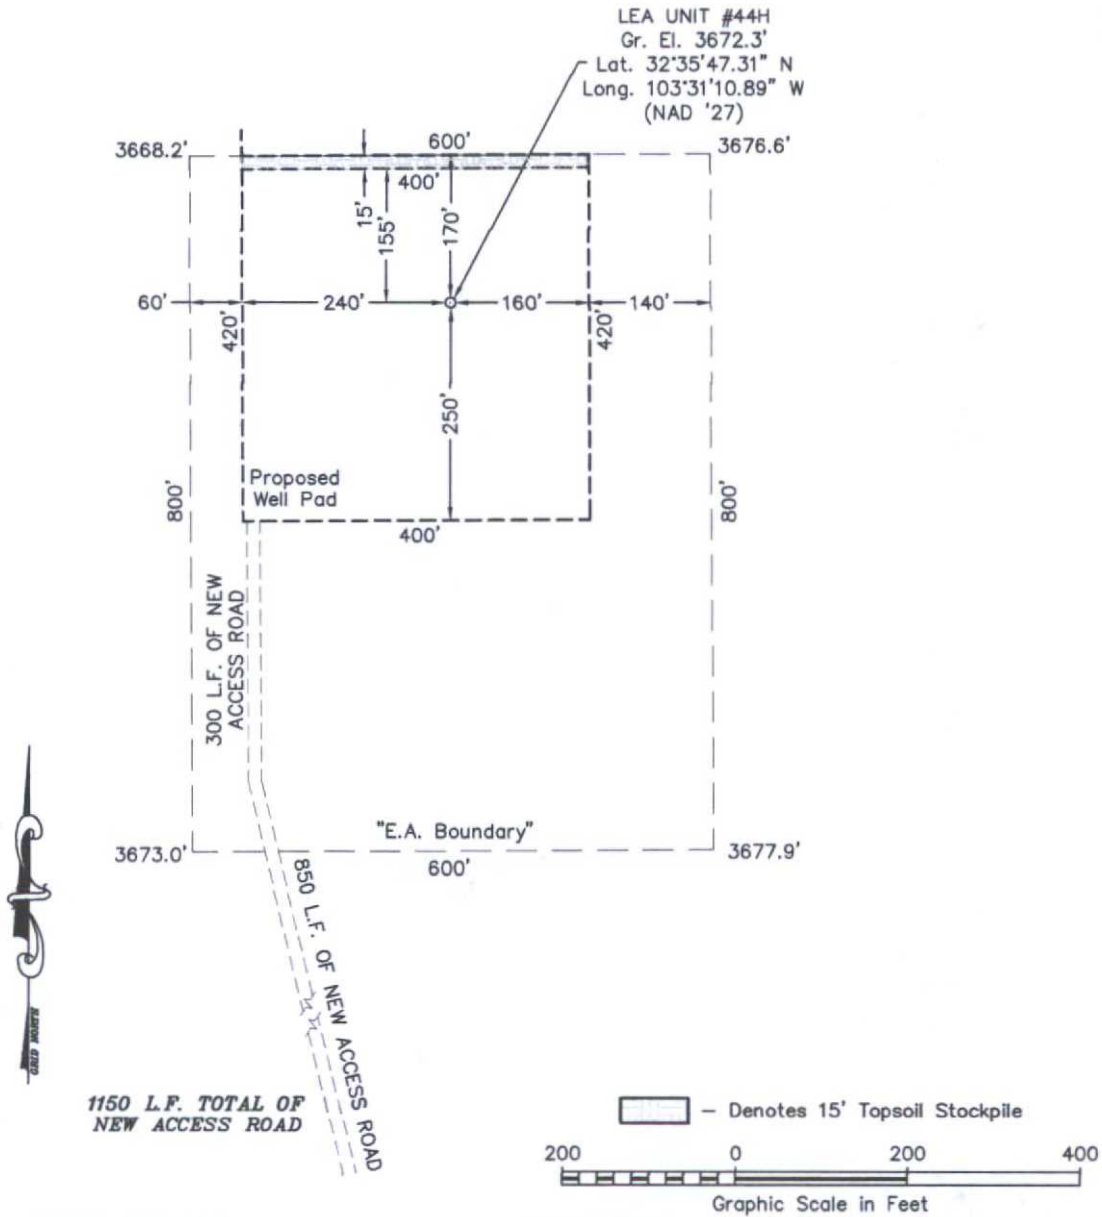 LEA UNIT #44H
Gr. El. 3672.3'
Lat. 32°35'47.31" N
Long. 103°31'10.89" W
(NAD '27)
3668.2'
600'
3676.6'
400'
15'
155'
170'
60'
240'
160'
140'
420'
420'
250'
Proposed
Well Pad
800'
800'
400'
300 L.F. OF NEW
ACCESS ROAD
"E.A. Boundary"
3673.0'
600'
3677.9'
850 L.F. OF NEW ACCESS ROAD
GRID NORTH
1150 L.F. TOTAL OF
NEW ACCESS ROAD
– Denotes 15' Topsoil Stockpile
200 0 200 400
Graphic Scale in Feet